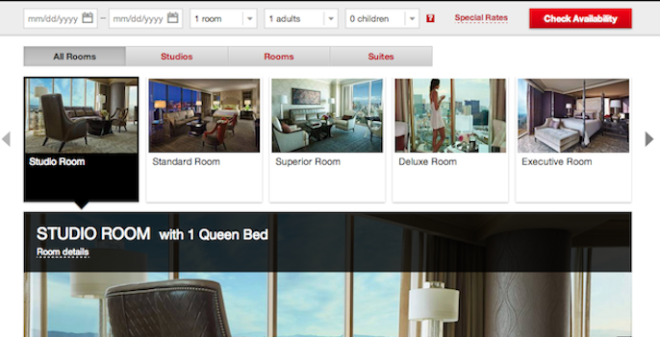 mm/dd/yyyy – mm/dd/yyyy 1 room 1 adults 0 children ? Special Rates Check Availability
All Rooms Studios Rooms Suites
Studio Room Standard Room Superior Room Deluxe Room Executive Room
STUDIO ROOM with 1 Queen Bed
Room details